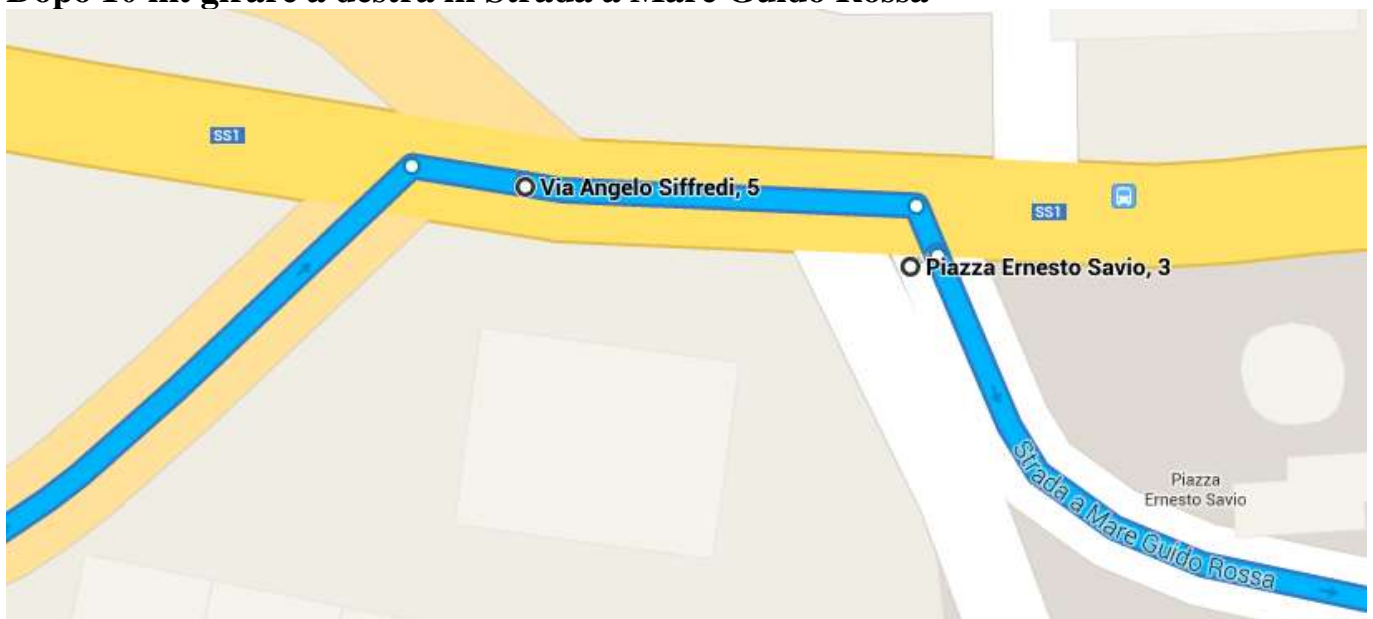 Dopo 10 mt girare a destra in Strada a Mare Guido Rossa
SS1
Via Angelo Siffredi, 5
SS1
Piazza Ernesto Savio, 3
Piazza
Ernesto Savio
Strada a Mare Guido Rossa